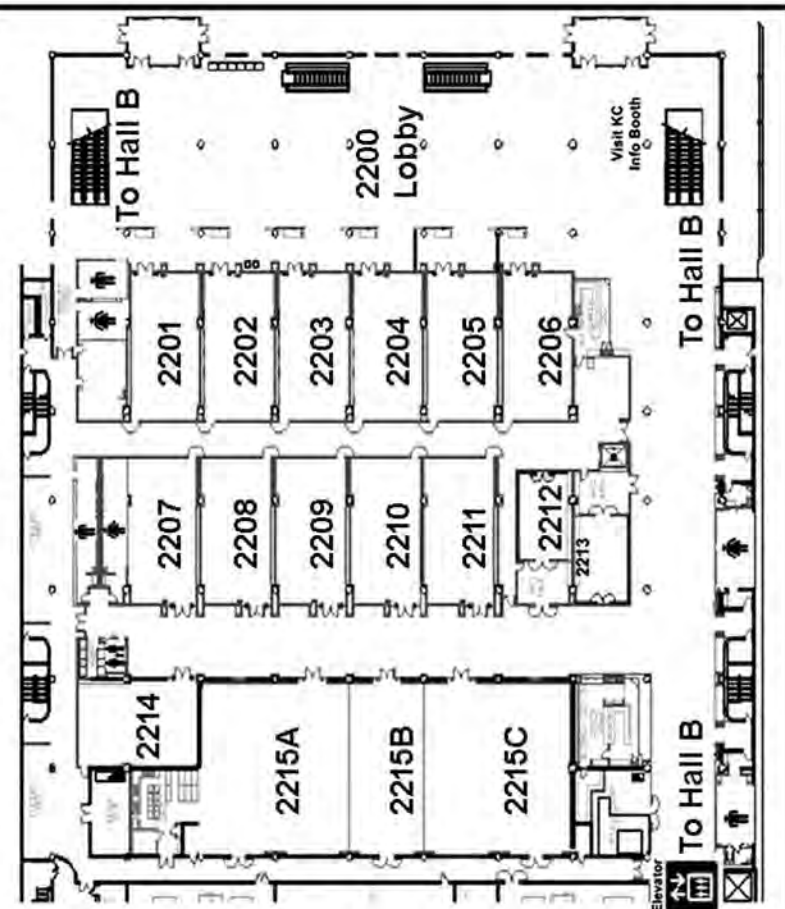 To Hall B
2200
Lobby
Visit KC
Info Booth
To Hall B
2201
2202
2203
2204
2205
2206
2207
2208
2209
2210
2211
2212
2213
2214
2215A
2215B
2215C
To Hall B
Elevator